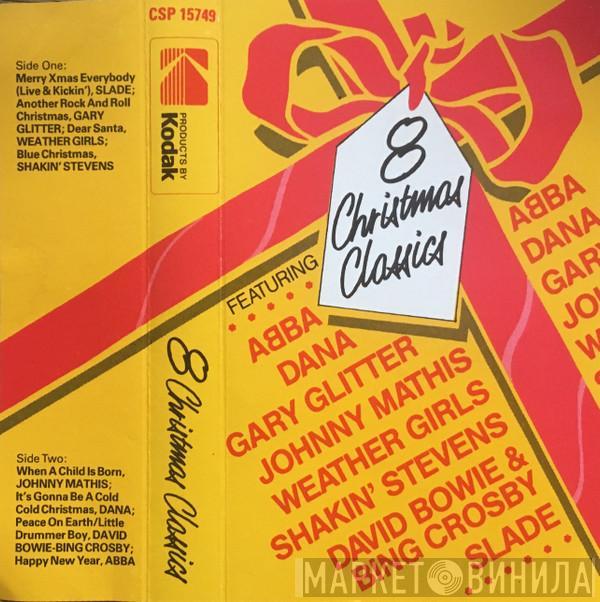 Side One:
Merry Xmas Everybody
(Live & Kickin'), SLADE;
Another Rock And Roll
Christmas, GARY
GLITTER; Dear Santa,
WEATHER GIRLS;
Blue Christmas,
SHAKIN' STEVENS
Side Two:
When A Child Is Born,
JOHNNY MATHIS;
It's Gonna Be A Cold
Cold Christmas, DANA;
Peace On Earth/Little
Drummer Boy, DAVID
BOWIE-BING CROSBY;
Happy New Year, ABBA
CSP 15749
PRODUCTS BY
Kodak
8 Christmas Classics
8
Christmas
Classics
FEATURING
ABBA
DANA
GARY GLITTER
JOHNNY MATHIS
WEATHER GIRLS
SHAKIN' STEVENS
DAVID BOWIE &
BING CROSBY
SLADE
ABBA
DANA
GARY
JO
W
МАРКЕТ ВИНИЛА